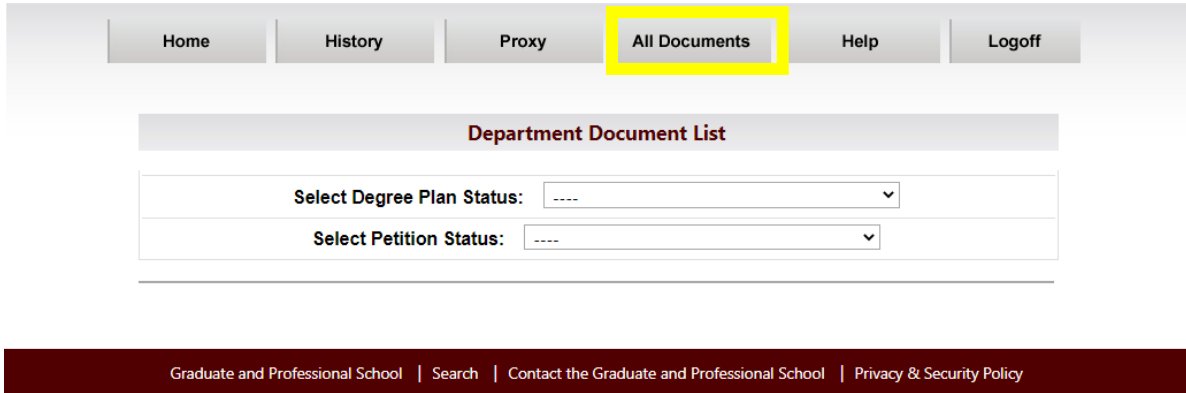 Home History Proxy All Documents Help Logoff
Department Document List
Select Degree Plan Status: ----
Select Petition Status: ----
Graduate and Professional School | Search | Contact the Graduate and Professional School | Privacy & Security Policy